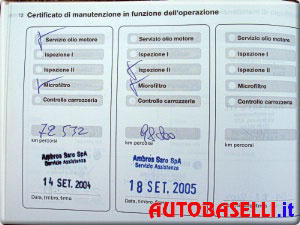 12 Certificato di manutenzione in funzione dell'operazione
Servizio olio motore
Ispezione I
Ispezione II
Microfiltro
Controllo carrozzeria
72 532
km percorsi
Ambros Saro SpA
Servizio Assistenza
14 SET. 2004
Data, timbro, firma
Servizio olio motore
Ispezione I
Ispezione II
Microfiltro
Controllo carrozzeria
km percorsi
Ambros Saro SpA
Servizio Assistenza
18 SET. 2005
Data, timbro, firma
Servizio olio motore
Ispezione I
Ispezione II
Microfiltro
Controllo carrozzeria
km percorsi
AUTOBASELLI.it